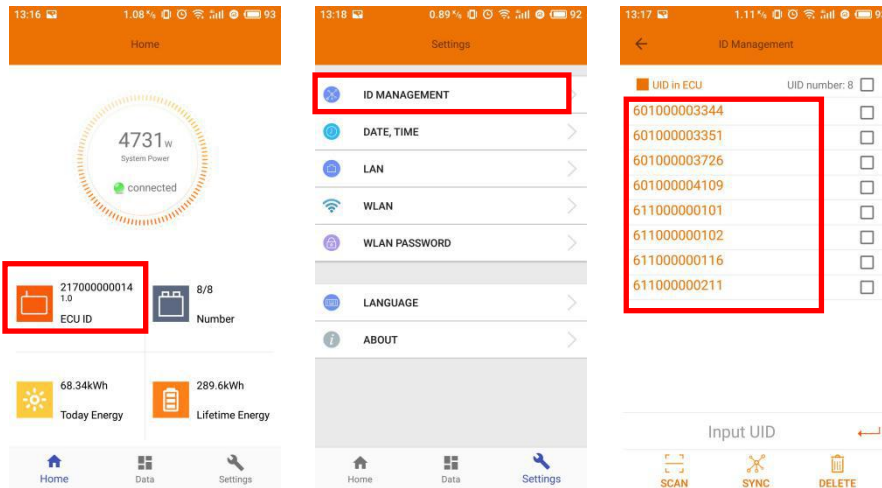 13:16 1.08 K/s 93
Home
4731 W
System Power
connected
217000000014
1.0
ECU ID
8/8
Number
68.34kWh
Today Energy
289.6kWh
Lifetime Energy
Home Data Settings
13:18 0.89 K/s 92
Settings
ID MANAGEMENT
DATE, TIME
LAN
WLAN
WLAN PASSWORD
LANGUAGE
ABOUT
Home Data Settings
13:17 1.11 K/s
ID Management
UID in ECU UID number: 8
601000003344
601000003351
601000003726
601000004109
611000000101
611000000102
611000000116
611000000211
Input UID
SCAN SYNC DELETE